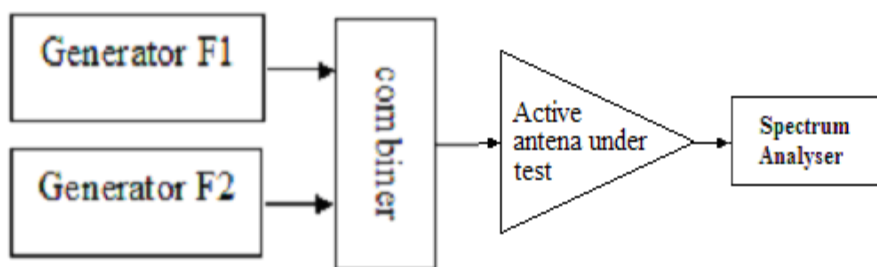 Generator F1
Generator F2
combiner
Active
antena under
test
Spectrum
Analyser